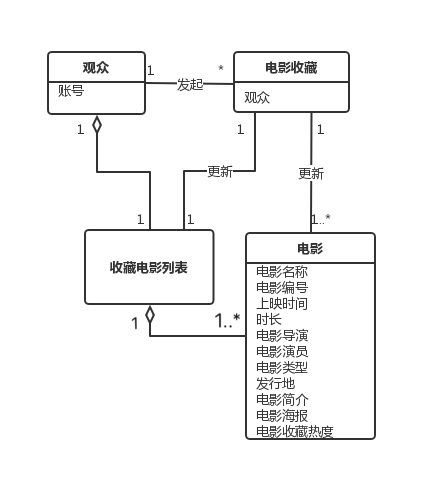 观众
账号
1
发起
*
电影收藏
观众
1
1
1
更新
更新
1
1
1..*
收藏电影列表
1
1..*
电影
电影名称
电影编号
上映时间
时长
电影导演
电影演员
电影类型
发行地
电影简介
电影海报
电影收藏热度